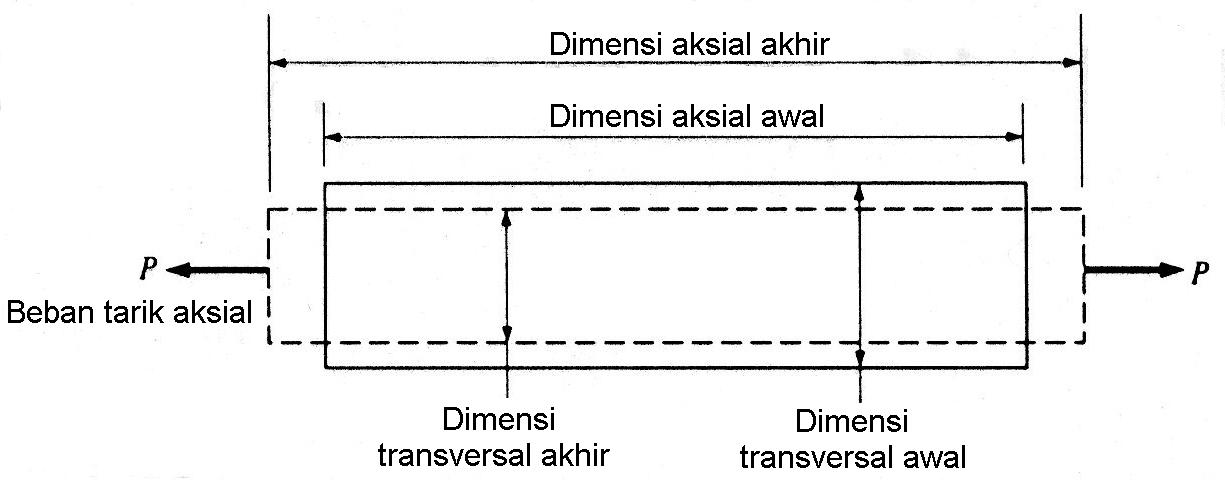 Dimensi aksial akhir
Dimensi aksial awal
P
P
Beban tarik aksial
Dimensi
transversal akhir
Dimensi
transversal awal